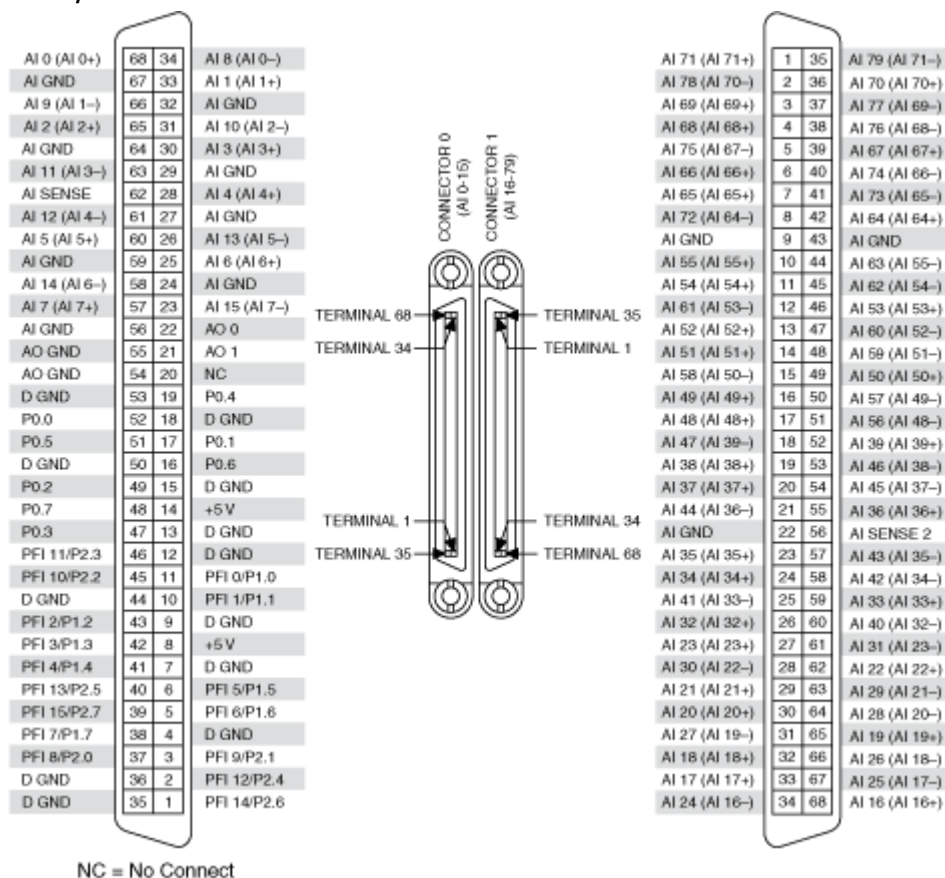 AI 0 (AI 0+) 68 34 AI 8 (AI 0–)
AI GND 67 33 AI 1 (AI 1+)
AI 9 (AI 1–) 66 32 AI GND
AI 2 (AI 2+) 65 31 AI 10 (AI 2–)
AI GND 64 30 AI 3 (AI 3+)
AI 11 (AI 3–) 63 29 AI GND
AI SENSE 62 28 AI 4 (AI 4+)
AI 12 (AI 4–) 61 27 AI GND
AI 5 (AI 5+) 60 26 AI 13 (AI 5–)
AI GND 59 25 AI 6 (AI 6+)
AI 14 (AI 6–) 58 24 AI GND
AI 7 (AI 7+) 57 23 AI 15 (AI 7–)
AI GND 56 22 AO 0
AO GND 55 21 AO 1
AO GND 54 20 NC
D GND 53 19 P0.4
P0.0 52 18 D GND
P0.5 51 17 P0.1
D GND 50 16 P0.6
P0.2 49 15 D GND
P0.7 48 14 +5 V
P0.3 47 13 D GND
PFI 11/P2.3 46 12 D GND
PFI 10/P2.2 45 11 PFI 0/P1.0
D GND 44 10 PFI 1/P1.1
PFI 2/P1.2 43 9 D GND
PFI 3/P1.3 42 8 +5 V
PFI 4/P1.4 41 7 D GND
PFI 13/P2.5 40 6 PFI 5/P1.5
PFI 15/P2.7 39 5 PFI 6/P1.6
PFI 7/P1.7 38 4 D GND
PFI 8/P2.0 37 3 PFI 9/P2.1
D GND 36 2 PFI 12/P2.4
D GND 35 1 PFI 14/P2.6
NC = No Connect
CONNECTOR 0
(AI 0-15)
CONNECTOR 1
(AI 16-79)
TERMINAL 68
TERMINAL 35
TERMINAL 34
TERMINAL 1
TERMINAL 1
TERMINAL 34
TERMINAL 35
TERMINAL 68
AI 71 (AI 71+) 1 35 AI 79 (AI 71–)
AI 78 (AI 70–) 2 36 AI 70 (AI 70+)
AI 69 (AI 69+) 3 37 AI 77 (AI 69–)
AI 68 (AI 68+) 4 38 AI 76 (AI 68–)
AI 75 (AI 67–) 5 39 AI 67 (AI 67+)
AI 66 (AI 66+) 6 40 AI 74 (AI 66–)
AI 65 (AI 65+) 7 41 AI 73 (AI 65–)
AI 72 (AI 64–) 8 42 AI 64 (AI 64+)
AI GND 9 43 AI GND
AI 55 (AI 55+) 10 44 AI 63 (AI 55–)
AI 54 (AI 54+) 11 45 AI 62 (AI 54–)
AI 61 (AI 53–) 12 46 AI 53 (AI 53+)
AI 52 (AI 52+) 13 47 AI 60 (AI 52–)
AI 51 (AI 51+) 14 48 AI 59 (AI 51–)
AI 58 (AI 50–) 15 49 AI 50 (AI 50+)
AI 49 (AI 49+) 16 50 AI 57 (AI 49–)
AI 48 (AI 48+) 17 51 AI 56 (AI 48–)
AI 47 (AI 39–) 18 52 AI 39 (AI 39+)
AI 38 (AI 38+) 19 53 AI 46 (AI 38–)
AI 37 (AI 37+) 20 54 AI 45 (AI 37–)
AI 44 (AI 36–) 21 55 AI 36 (AI 36+)
AI GND 22 56 AI SENSE 2
AI 35 (AI 35+) 23 57 AI 43 (AI 35–)
AI 34 (AI 34+) 24 58 AI 42 (AI 34–)
AI 41 (AI 33–) 25 59 AI 33 (AI 33+)
AI 32 (AI 32+) 26 60 AI 40 (AI 32–)
AI 23 (AI 23+) 27 61 AI 31 (AI 23–)
AI 30 (AI 22–) 28 62 AI 22 (AI 22+)
AI 21 (AI 21+) 29 63 AI 29 (AI 21–)
AI 20 (AI 20+) 30 64 AI 28 (AI 20–)
AI 27 (AI 19–) 31 65 AI 19 (AI 19+)
AI 18 (AI 18+) 32 66 AI 26 (AI 18–)
AI 17 (AI 17+) 33 67 AI 25 (AI 17–)
AI 24 (AI 16–) 34 68 AI 16 (AI 16+)